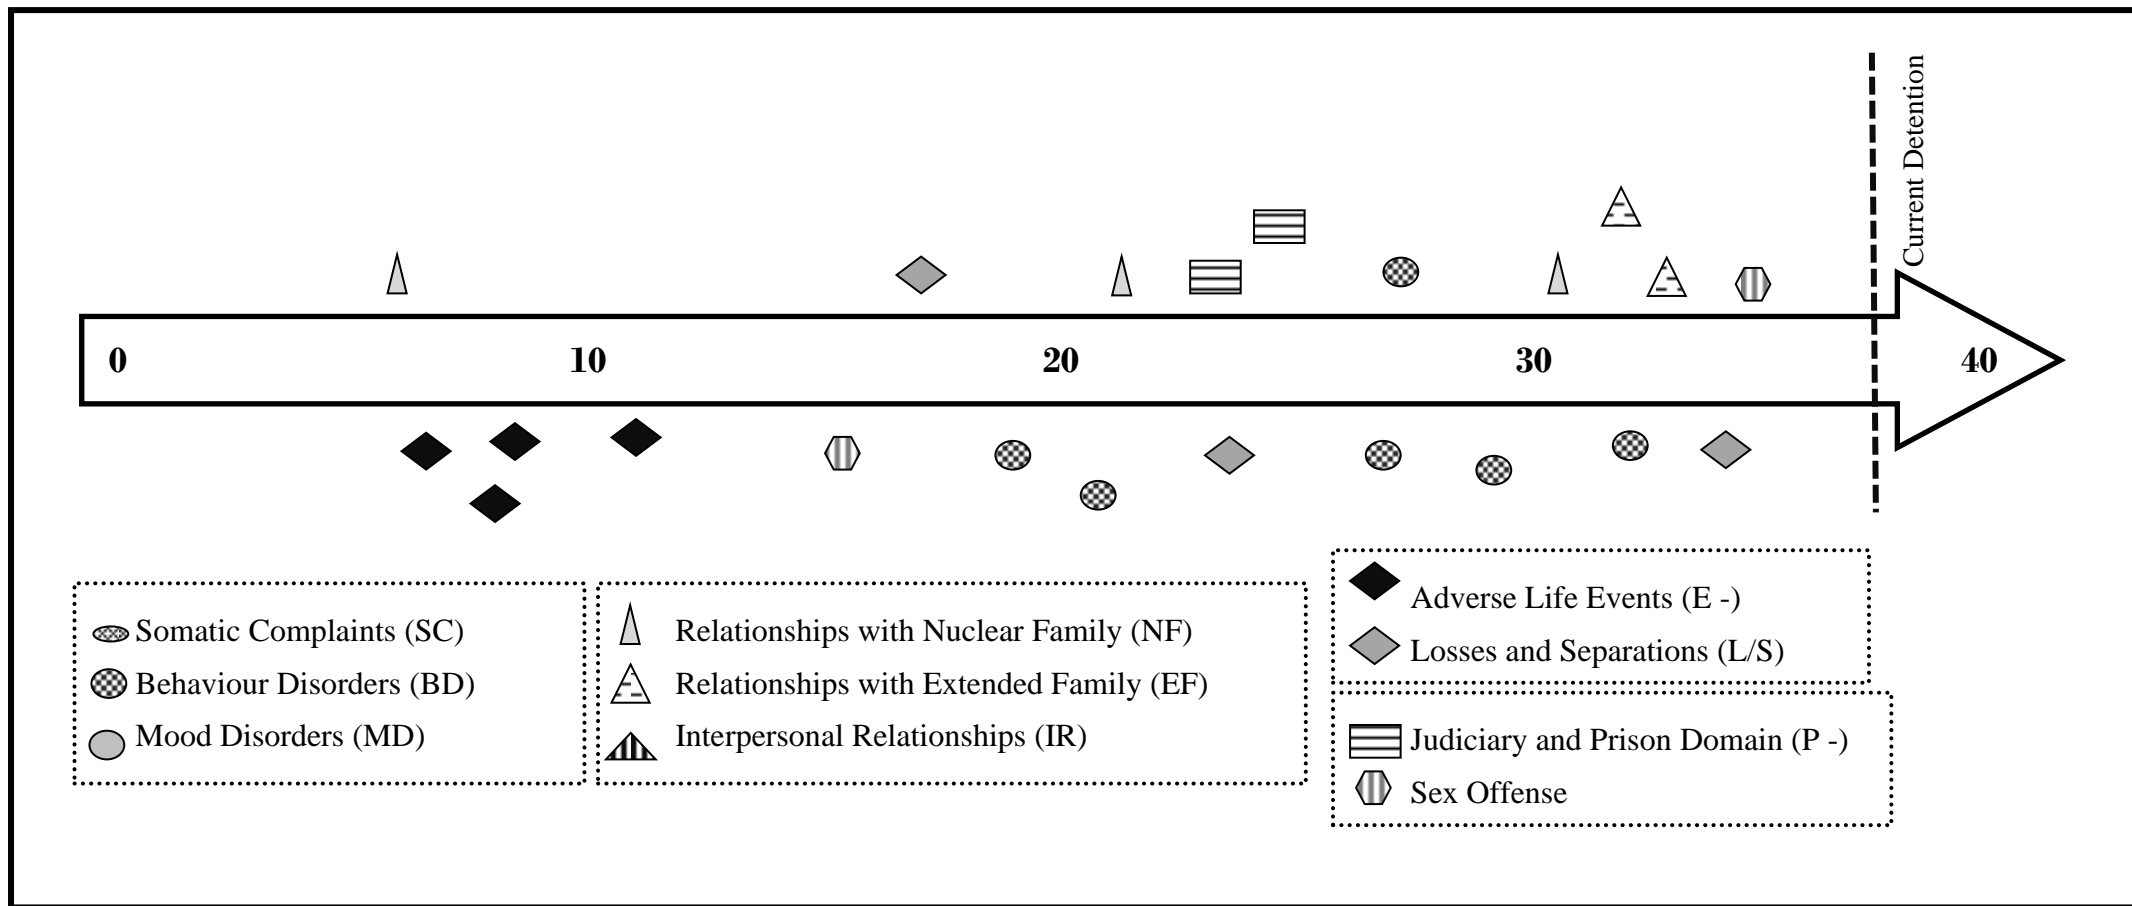 Current Detention
0 10 20 30 40
Somatic Complaints (SC)
Behaviour Disorders (BD)
Mood Disorders (MD)
Relationships with Nuclear Family (NF)
Relationships with Extended Family (EF)
Interpersonal Relationships (IR)
Adverse Life Events (E -)
Losses and Separations (L/S)
Judiciary and Prison Domain (P -)
Sex Offense